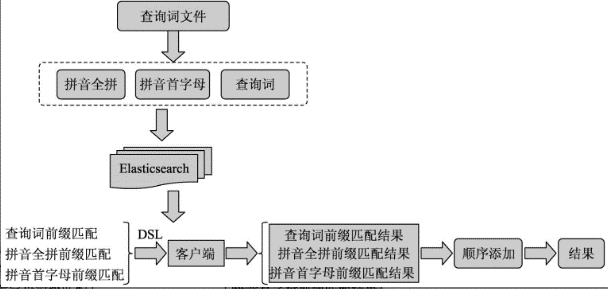 查询词文件
拼音全拼
拼音首字母
查询词
Elasticsearch
查询词前缀匹配
拼音全拼前缀匹配
拼音首字母前缀匹配
DSL
客户端
查询词前缀匹配结果
拼音全拼前缀匹配结果
拼音首字母前缀匹配结果
顺序添加
结果